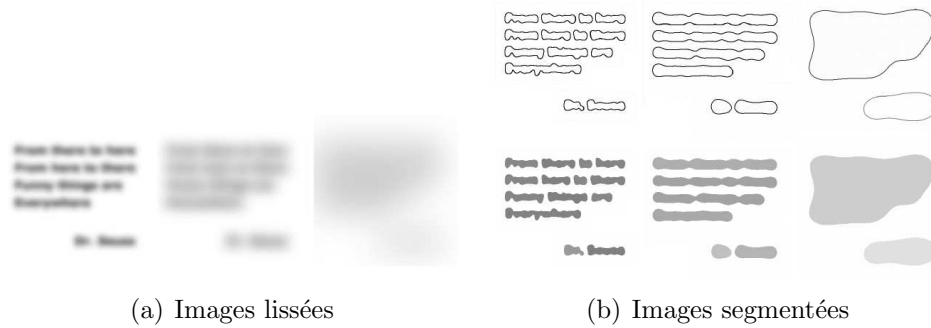 From there to here
From here to there
Funny things are
Everywhere
Dr. Seuss
(a) Images lissées
(b) Images segmentées